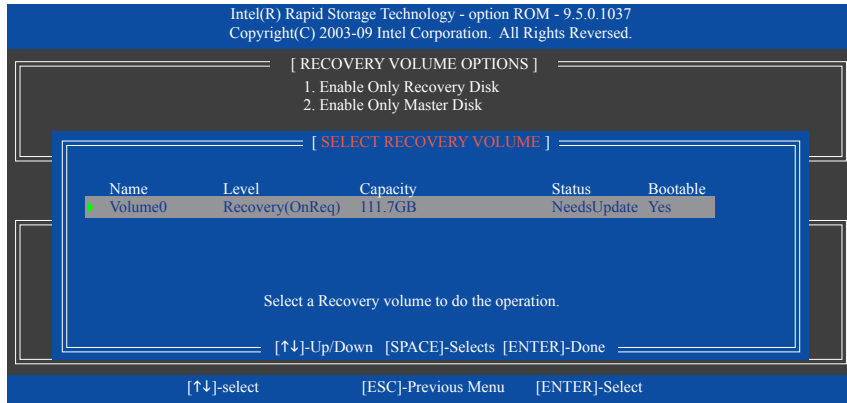 Intel(R) Rapid Storage Technology - option ROM - 9.5.0.1037
Copyright(C) 2003-09 Intel Corporation.  All Rights Reversed.
[ RECOVERY VOLUME OPTIONS ]
1. Enable Only Recovery Disk
2. Enable Only Master Disk
[ SELECT RECOVERY VOLUME ]
Name Level Capacity Status Bootable
Volume0 Recovery(OnReq) 111.7GB NeedsUpdate Yes
Select a Recovery volume to do the operation.
[↑↓]-Up/Down [SPACE]-Selects [ENTER]-Done
[↑↓]-select [ESC]-Previous Menu [ENTER]-Select